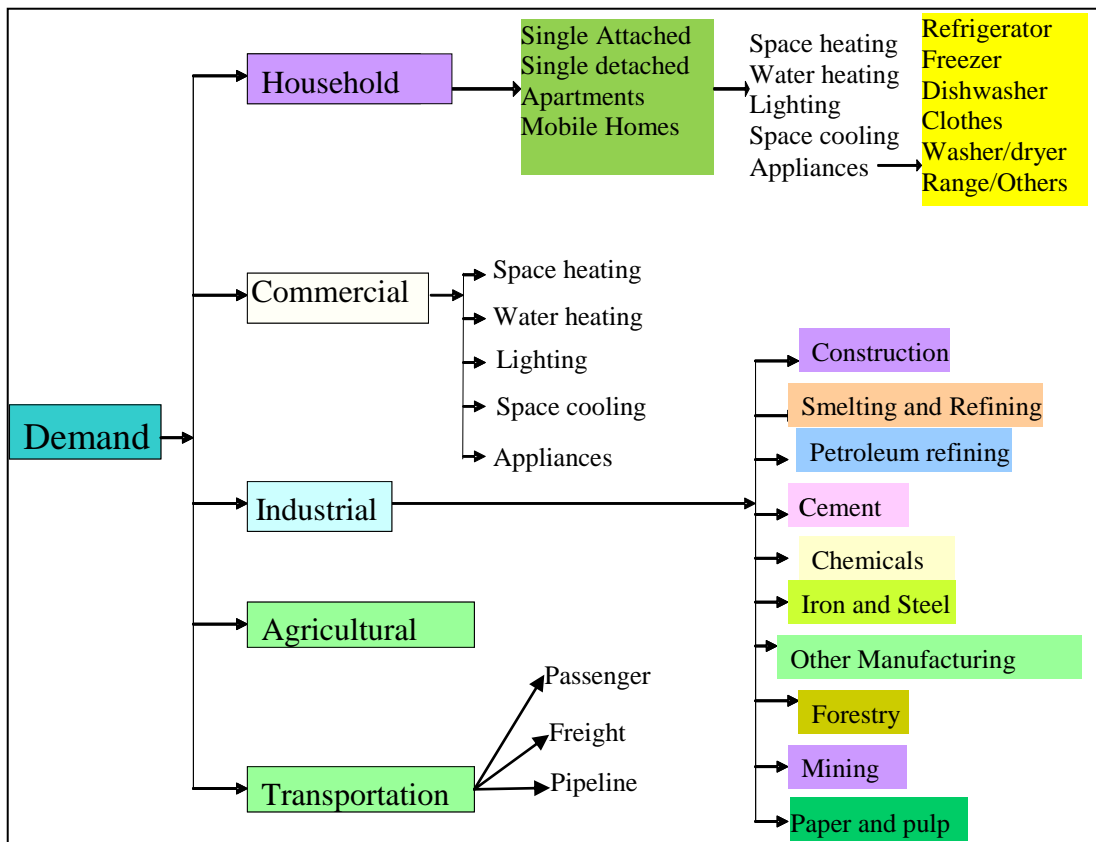 Demand
Household
Single Attached
Single detached
Apartments
Mobile Homes
Space heating
Water heating
Lighting
Space cooling
Appliances
Refrigerator
Freezer
Dishwasher
Clothes
Washer/dryer
Range/Others
Commercial
Space heating
Water heating
Lighting
Space cooling
Appliances
Industrial
Construction
Smelting and Refining
Petroleum refining
Cement
Chemicals
Iron and Steel
Other Manufacturing
Forestry
Mining
Paper and pulp
Agricultural
Transportation
Passenger
Freight
Pipeline